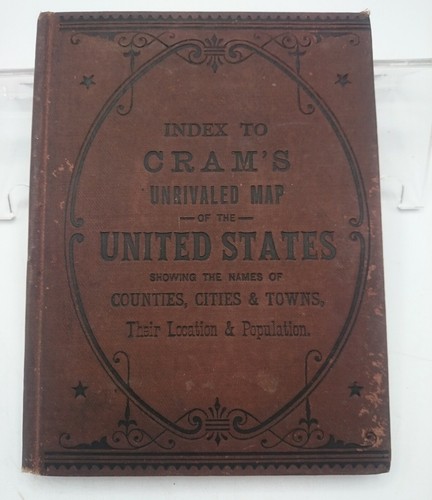 INDEX TO
CRAM'S
UNRIVALED MAP
OF THE
UNITED STATES
SHOWING THE NAMES OF
COUNTIES, CITIES & TOWNS,
Their Location & Population.